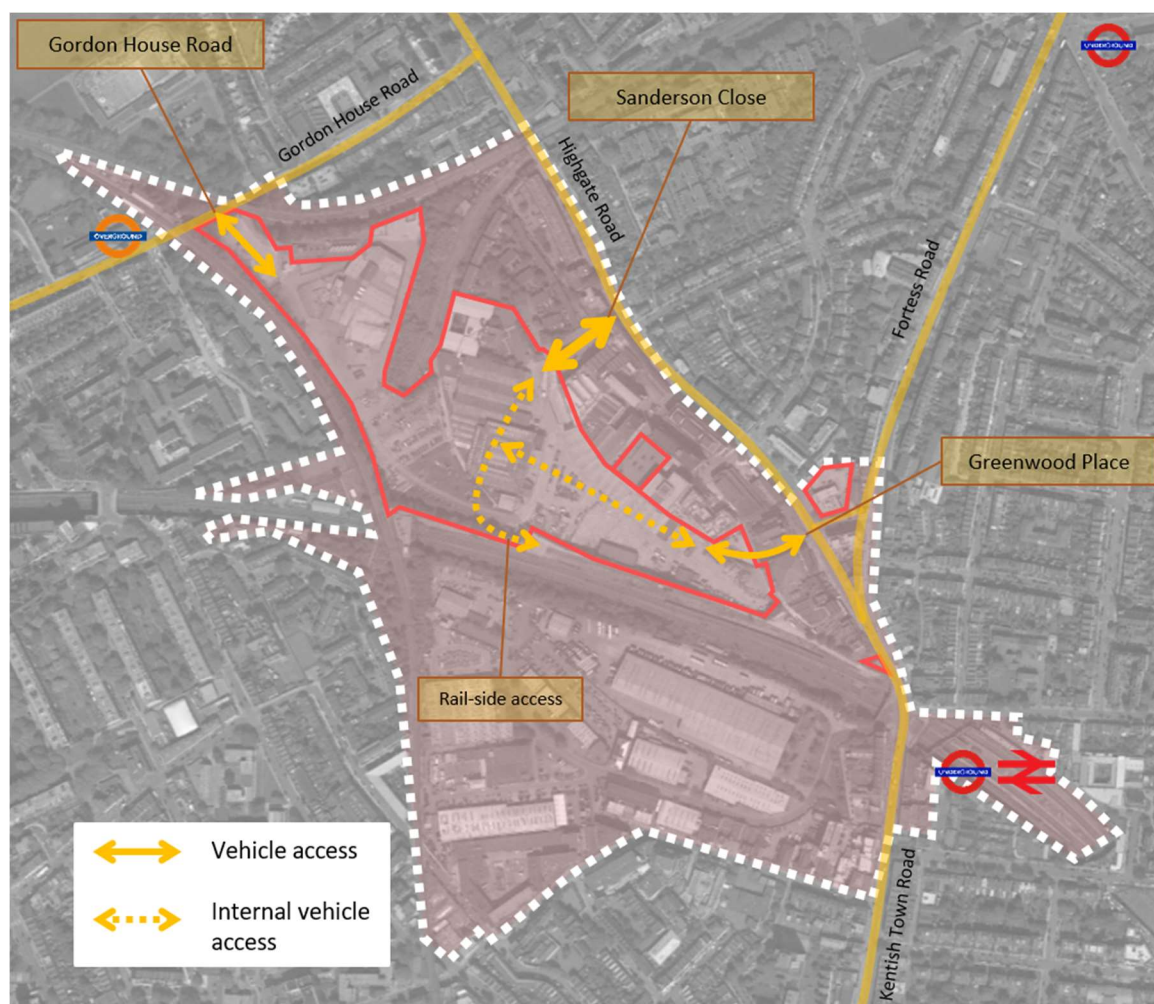 Gordon House Road
UNDERGROUND
Gordon House Road
Sanderson Close
Highgate Road
OVERGROUND
Fortess Road
Greenwood Place
Rail-side access
UNDERGROUND
Vehicle access
Internal vehicle
access
Kentish Town Road